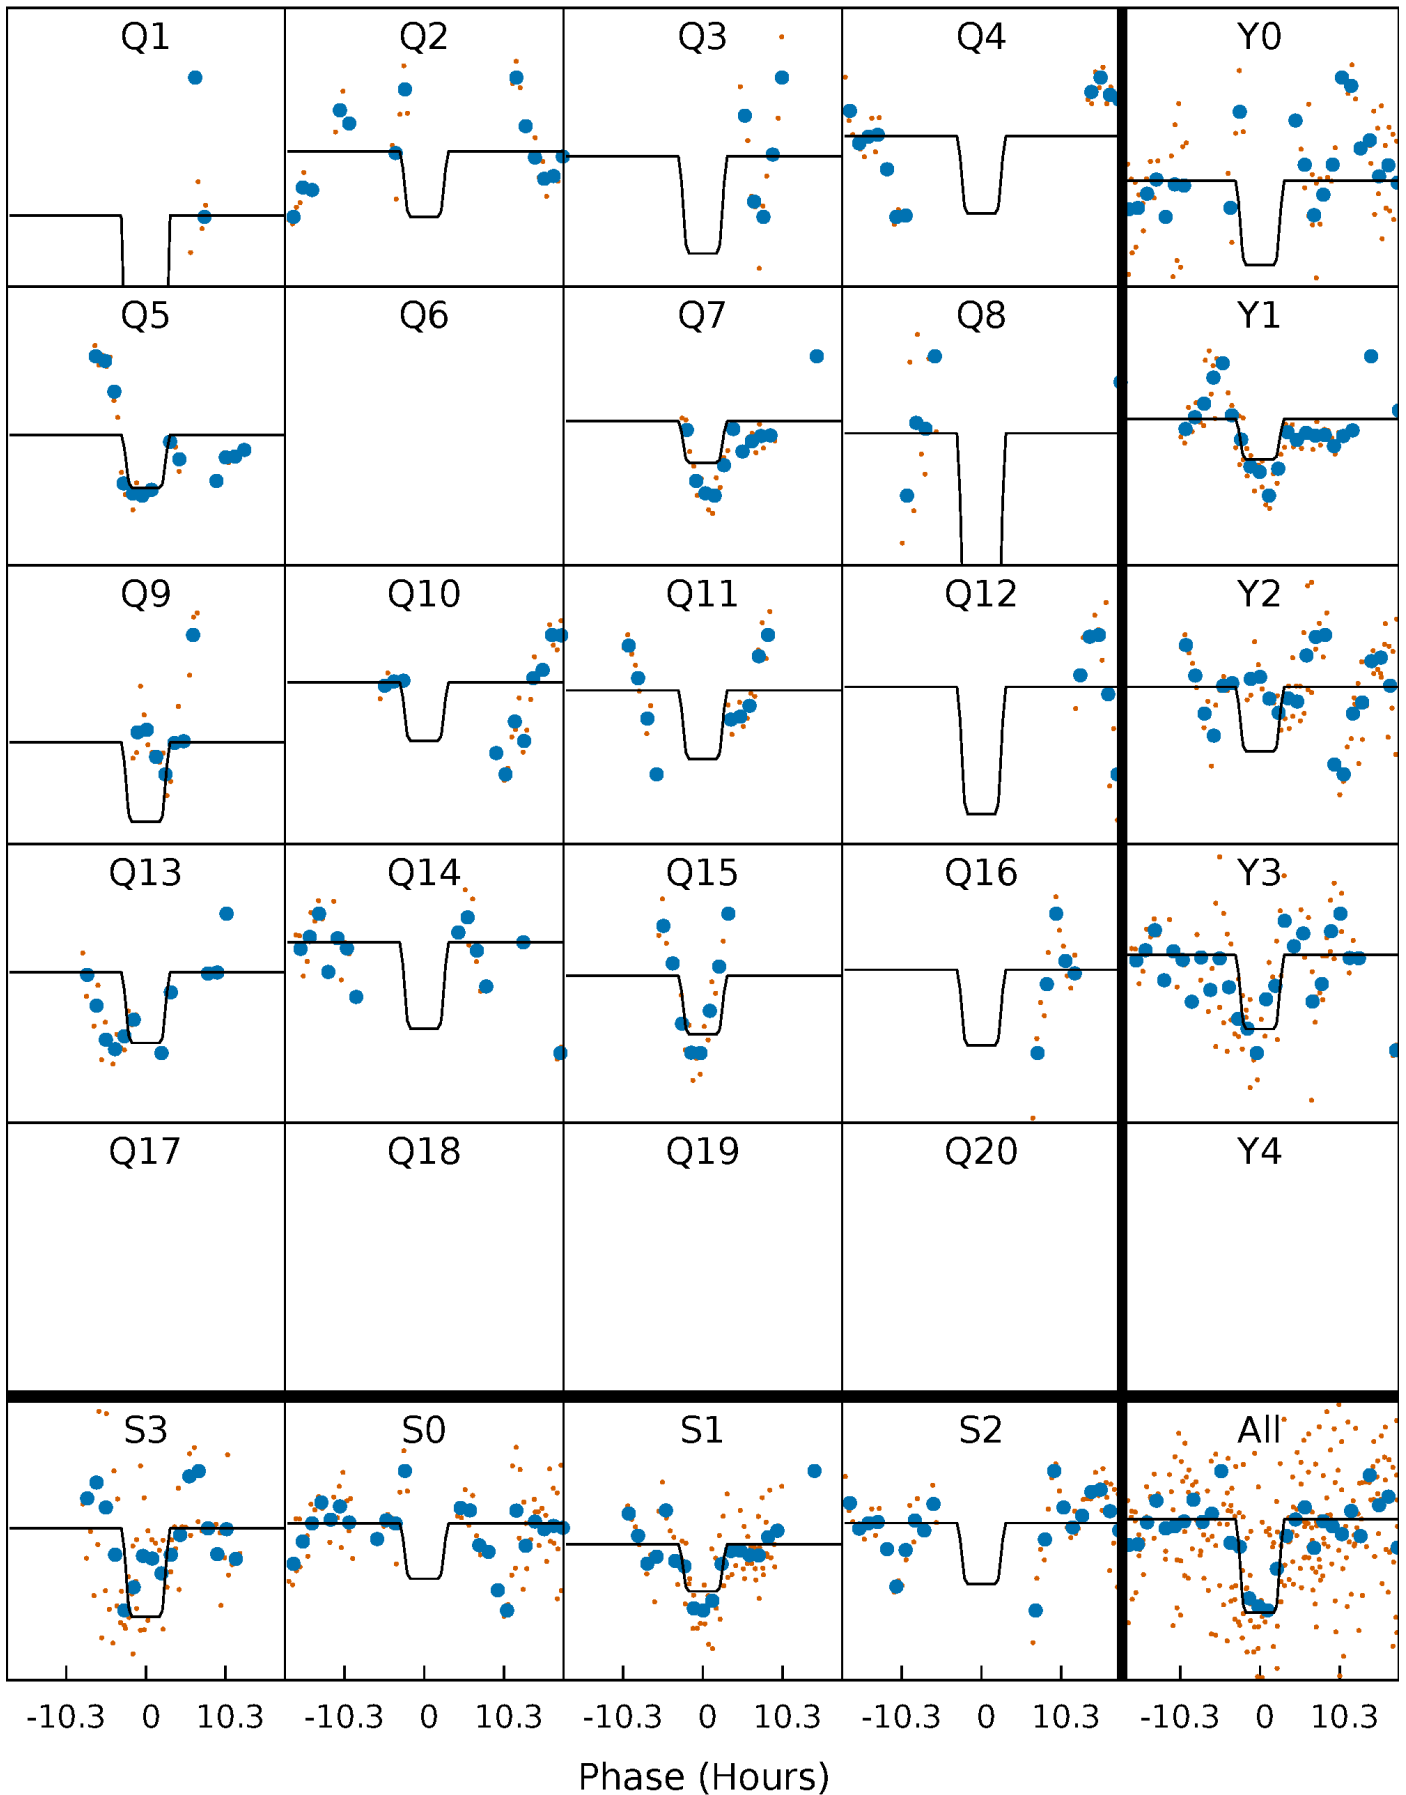 Q1 Q2 Q3 Q4 Y0
Q5 Q6 Q7 Q8 Y1
Q9 Q10 Q11 Q12 Y2
Q13 Q14 Q15 Q16 Y3
Q17 Q18 Q19 Q20 Y4
S3 S0 S1 S2 All
-10.3 0 10.3 -10.3 0 10.3 -10.3 0 10.3 -10.3 0 10.3 -10.3 0 10.3
Phase (Hours)